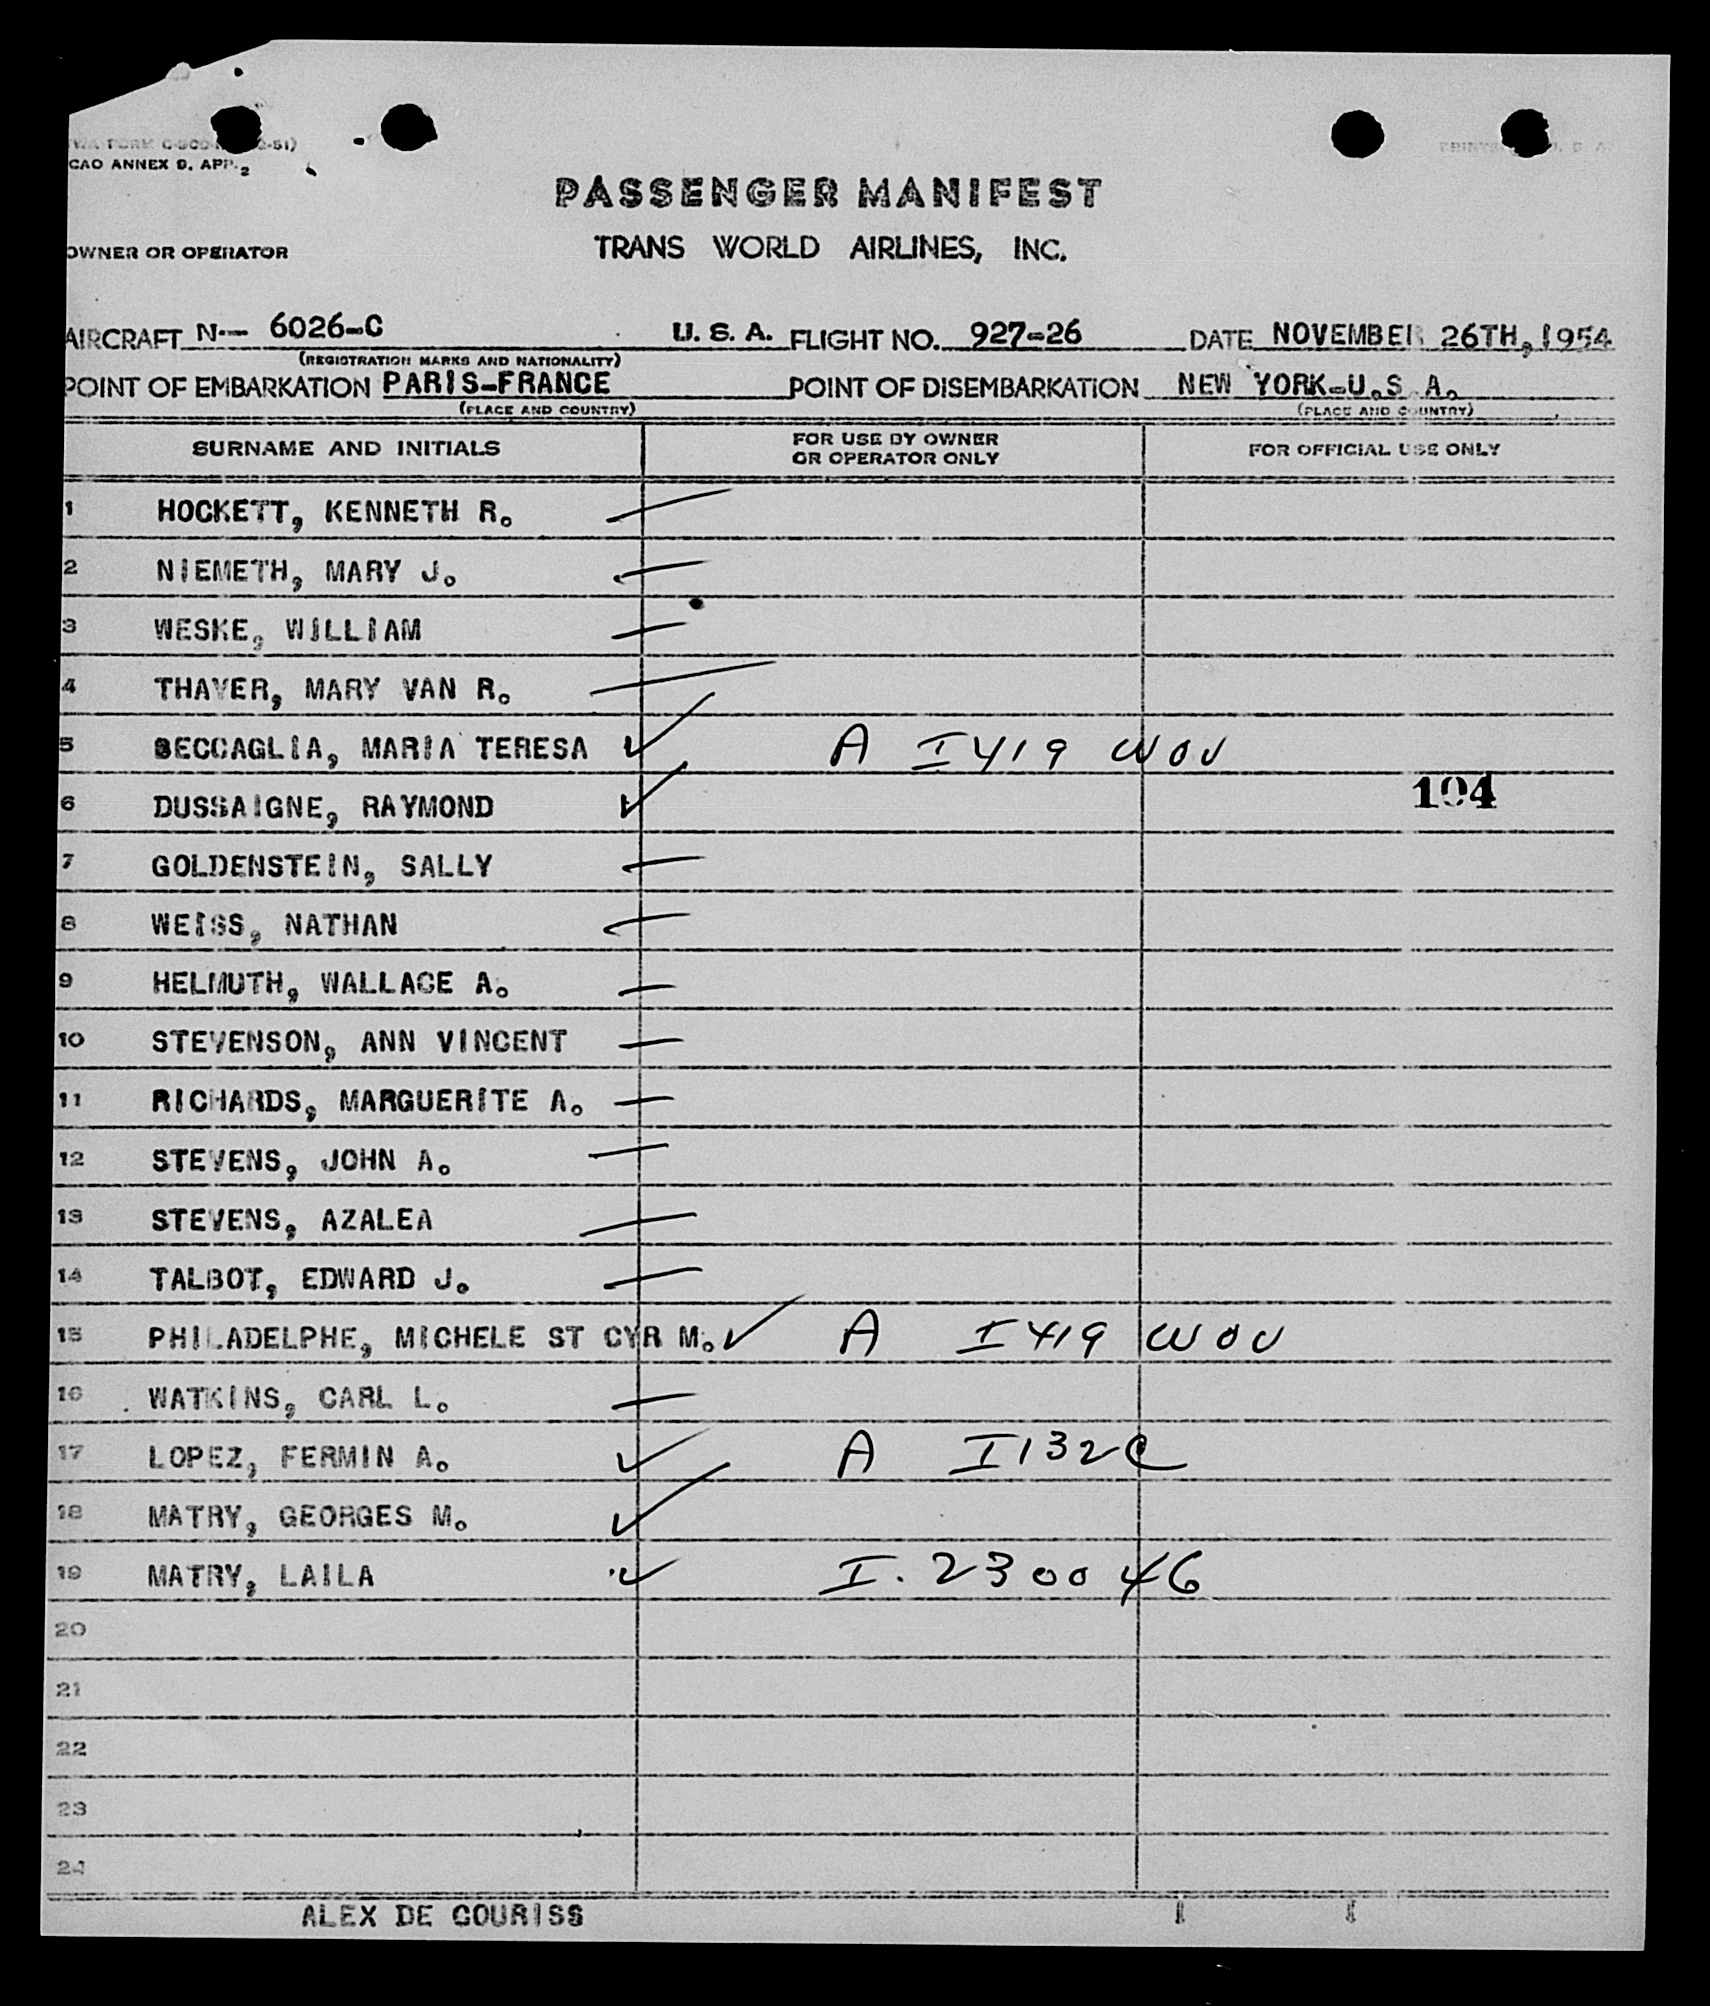 CAO ANNEX 9, APP. 2
PASSENGER MANIFEST
OWNER OR OPERATOR TRANS WORLD AIRLINES, INC.
AIRCRAFT N-- 6026-C U. S. A. FLIGHT NO. 927-26 DATE NOVEMBER 26TH, 1954
(REGISTRATION MARKS AND NATIONALITY)
POINT OF EMBARKATION PARIS-FRANCE POINT OF DISEMBARKATION NEW YORK-U.S.A.
(PLACE AND COUNTRY) (PLACE AND COUNTRY)
SURNAME AND INITIALS FOR USE BY OWNER OR OPERATOR ONLY FOR OFFICIAL USE ONLY
1 HOCKETT, KENNETH R.
2 NIEMETH, MARY J.
3 WESKE, WILLIAM
4 THAYER, MARY VAN R.
5 BECCAGLIA, MARIA TERESA A I 419 WOV
6 DUSSAIGNE, RAYMOND 104
7 GOLDENSTEIN, SALLY
8 WEISS, NATHAN
9 HELMUTH, WALLACE A.
10 STEVENSON, ANN VINCENT
11 RICHARDS, MARGUERITE A.
12 STEVENS, JOHN A.
13 STEVENS, AZALEA
14 TALBOT, EDWARD J.
15 PHILADELPHE, MICHELE ST CYR M. A I 419 WOV
16 WATKINS, CARL L.
17 LOPEZ, FERMIN A. A I 132C
18 MATRY, GEORGES M.
19 MATRY, LAILA I. 230046
20
21
22
23
24
ALEX DE GOURISS